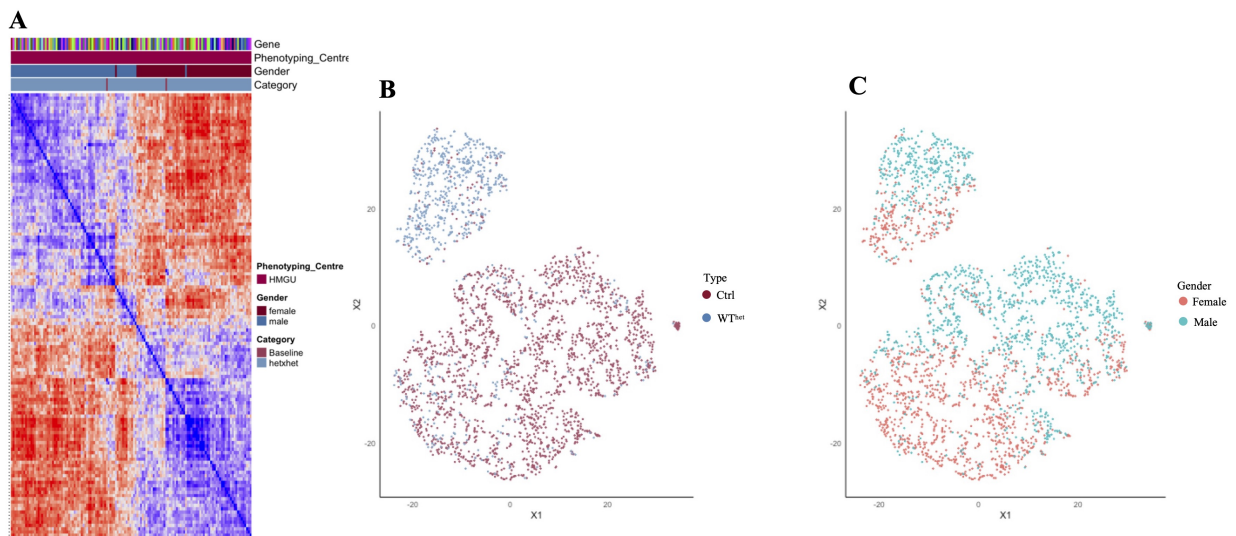 A
Gene
Phenotyping_Centre
Gender
Category
Phenotyping_Centre
HMGU
Gender
female
male
Category
Baseline
hetxhet
B
X2
20
0
-20
-20
0
20
X1
Type
Ctrl
WThet
C
X2
20
0
-20
-20
0
20
X1
Gender
Female
Male